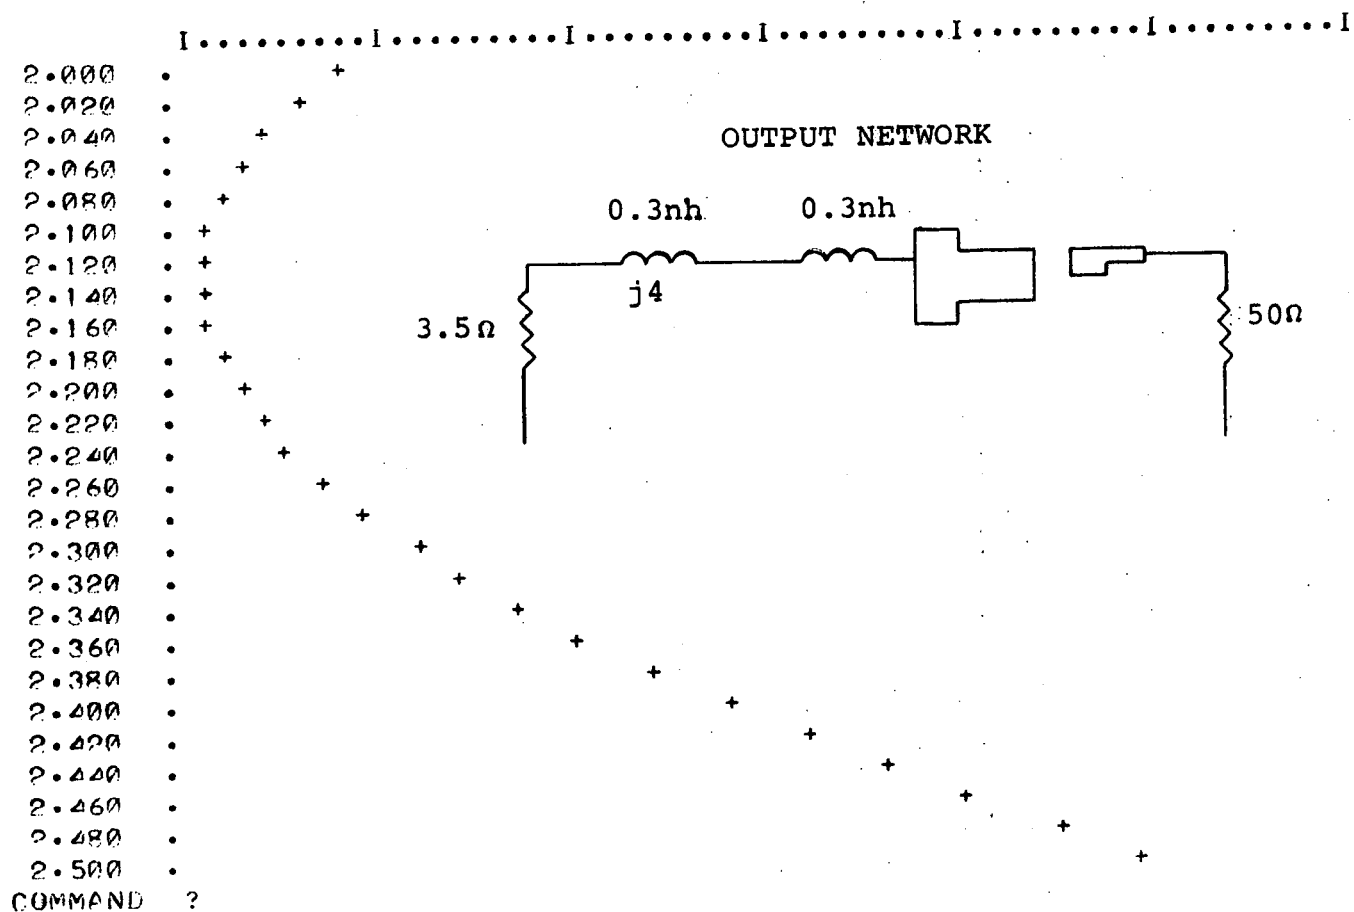 I.........I.........I.........I.........I.........I.........I
2.000 . +
2.020 . +
2.040 . +
OUTPUT NETWORK
2.060 . +
2.080 . +
0.3nh 0.3nh
2.100 . +
2.120 . +
2.140 . +
j4
2.160 . +
3.5Ω 50Ω
2.180 . +
2.200 . +
2.220 . +
2.240 . +
2.260 . +
2.280 . +
2.300 . +
2.320 . +
2.340 . +
2.360 . +
2.380 . +
2.400 . +
2.420 . +
2.440 . +
2.460 . +
2.480 . +
2.500 . +
COMMAND ?